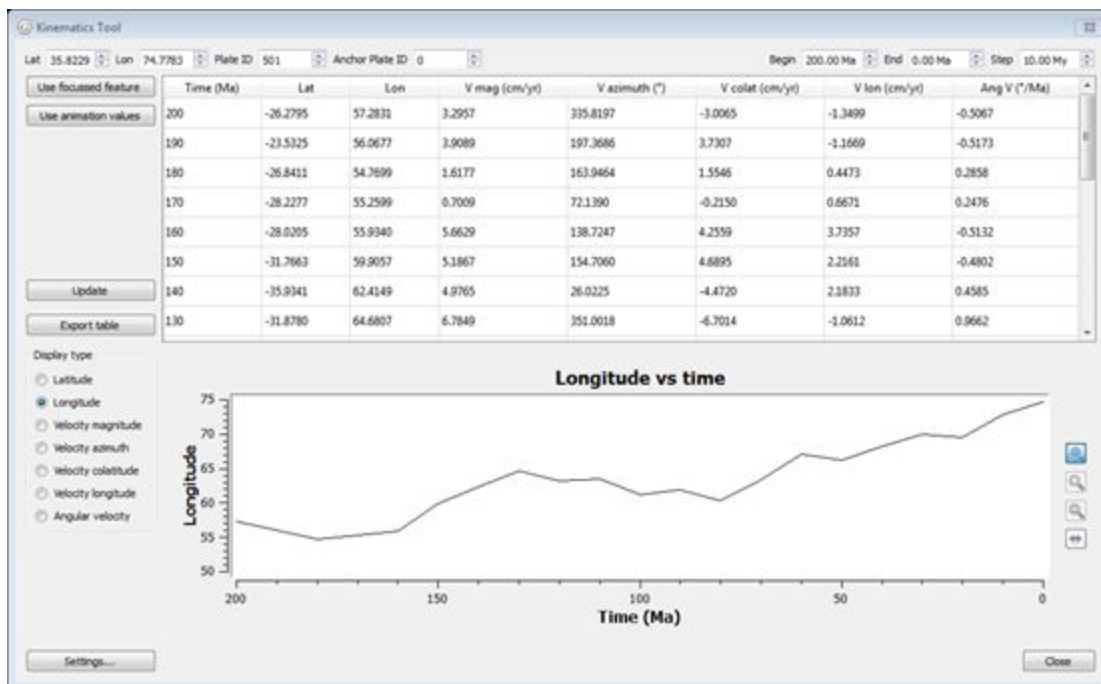 Kinematics Tool
Lat 35.8229 Lon 74.7783 Plate ID 501 Anchor Plate ID 0 Begin 200.00 Ma End 0.00 Ma Step 10.00 My
Use focussed feature
Use animation values
Time (Ma) Lat Lon V mag (cm/yr) V azimuth (°) V colat (cm/yr) V lon (cm/yr) Ang V (°/Ma)
200 -26.2795 57.2831 3.2957 335.8197 -3.0065 -1.3499 -0.5067
190 -23.5325 56.0677 3.9089 197.3686 3.7307 -1.1669 -0.5173
180 -26.8411 54.7699 1.6177 163.9464 1.5546 0.4473 0.2858
170 -28.2277 55.2599 0.7009 72.1390 -0.2150 0.6671 0.2476
160 -28.0205 55.9340 5.6629 138.7247 4.2559 3.7357 -0.5132
150 -31.7663 59.9057 5.1867 154.7060 4.6895 2.2161 -0.4802
140 -35.9341 62.4149 4.9765 26.0225 -4.4720 2.1833 0.4585
130 -31.8780 64.6807 6.7849 351.0018 -6.7014 -1.0612 0.9662
Update
Export table
Display type
Latitude
Longitude
Velocity magnitude
Velocity azimuth
Velocity colatitude
Velocity longitude
Angular velocity
Longitude vs time
Longitude
75
70
65
60
55
50
200 150 100 50 0
Time (Ma)
Settings...
Close